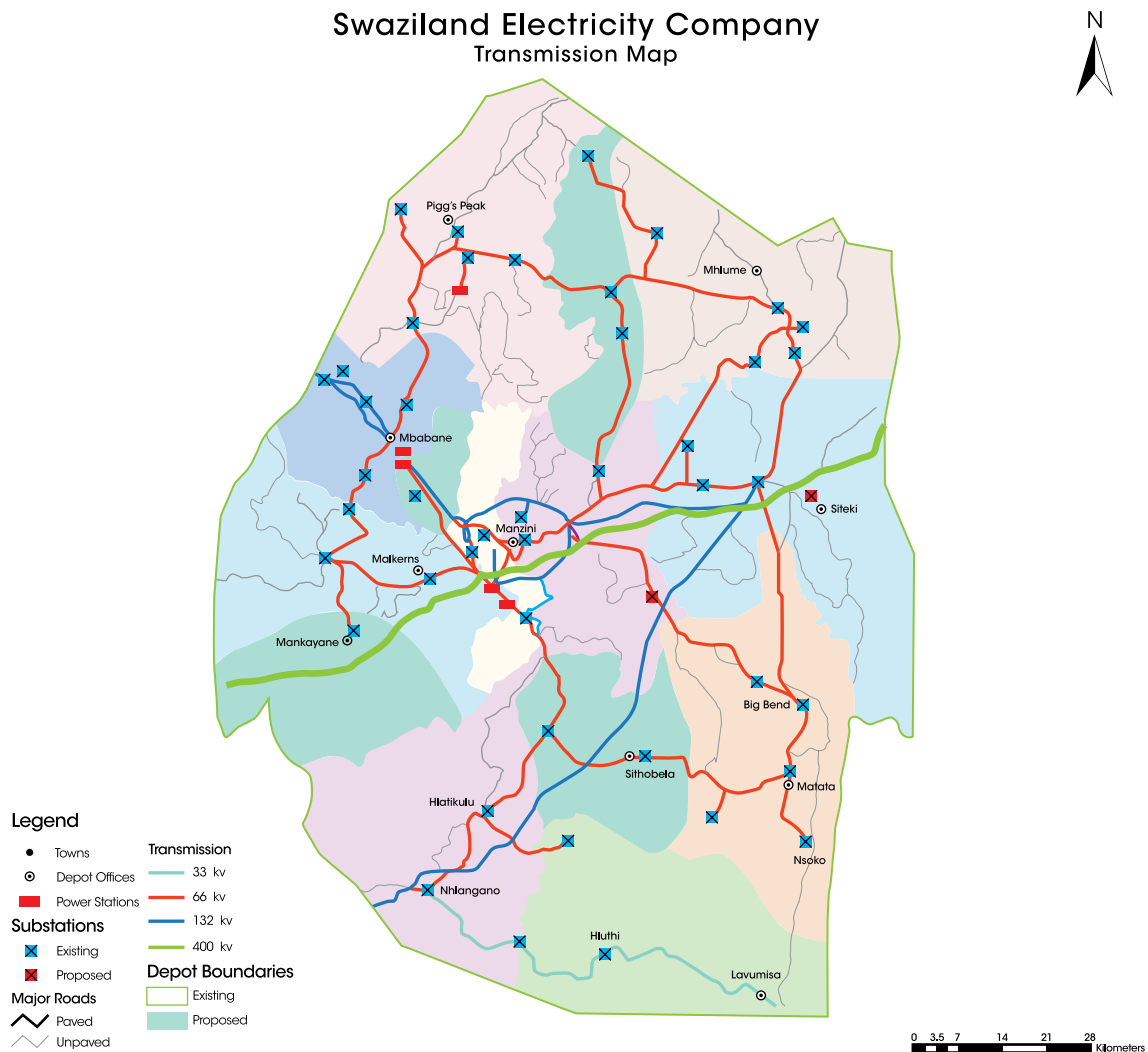 Swaziland Electricity Company
Transmission Map
N
Pigg's Peak
Mhlume
Mbabane
Siteki
Manzini
Malkerns
Mankayane
Big Bend
Sithobela
Matata
Hlatikulu
Nsoko
Nhlangano
Hluthi
Lavumisa
Legend
Towns
Depot Offices
Power Stations
Substations
Existing
Proposed
Major Roads
Paved
Unpaved
Transmission
33 kv
66 kv
132 kv
400 kv
Depot Boundaries
Existing
Proposed
0 3.5 7 14 21 28
Kilometers